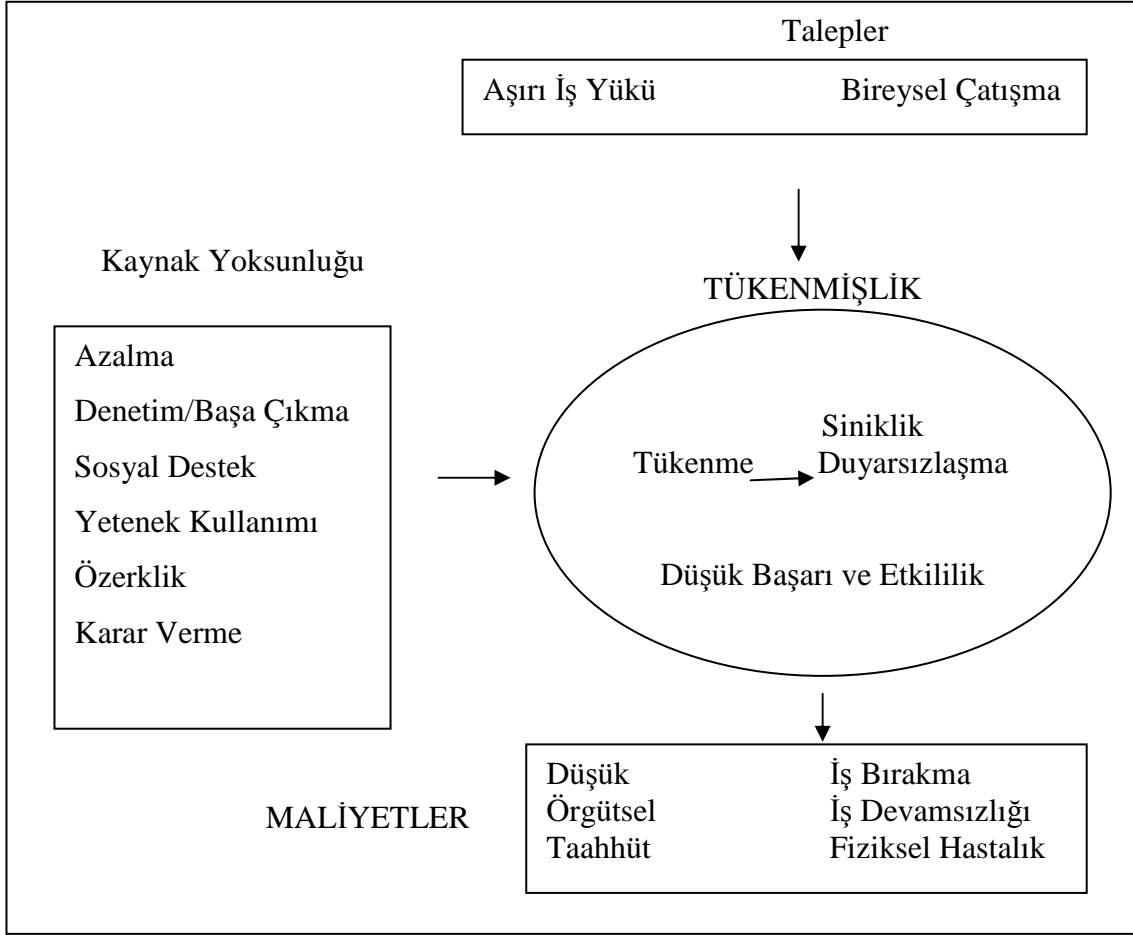 Talepler
Aşırı İş Yükü Bireysel Çatışma
Kaynak Yoksunluğu
Azalma
Denetim/Başa Çıkma
Sosyal Destek
Yetenek Kullanımı
Özerklik
Karar Verme
TÜKENMİŞLİK
Siniklik
Tükenme Duyarsızlaşma
Düşük Başarı ve Etkililik
MALİYETLER
Düşük İş Bırakma
Örgütsel İş Devamsızlığı
Taahhüt Fiziksel Hastalık